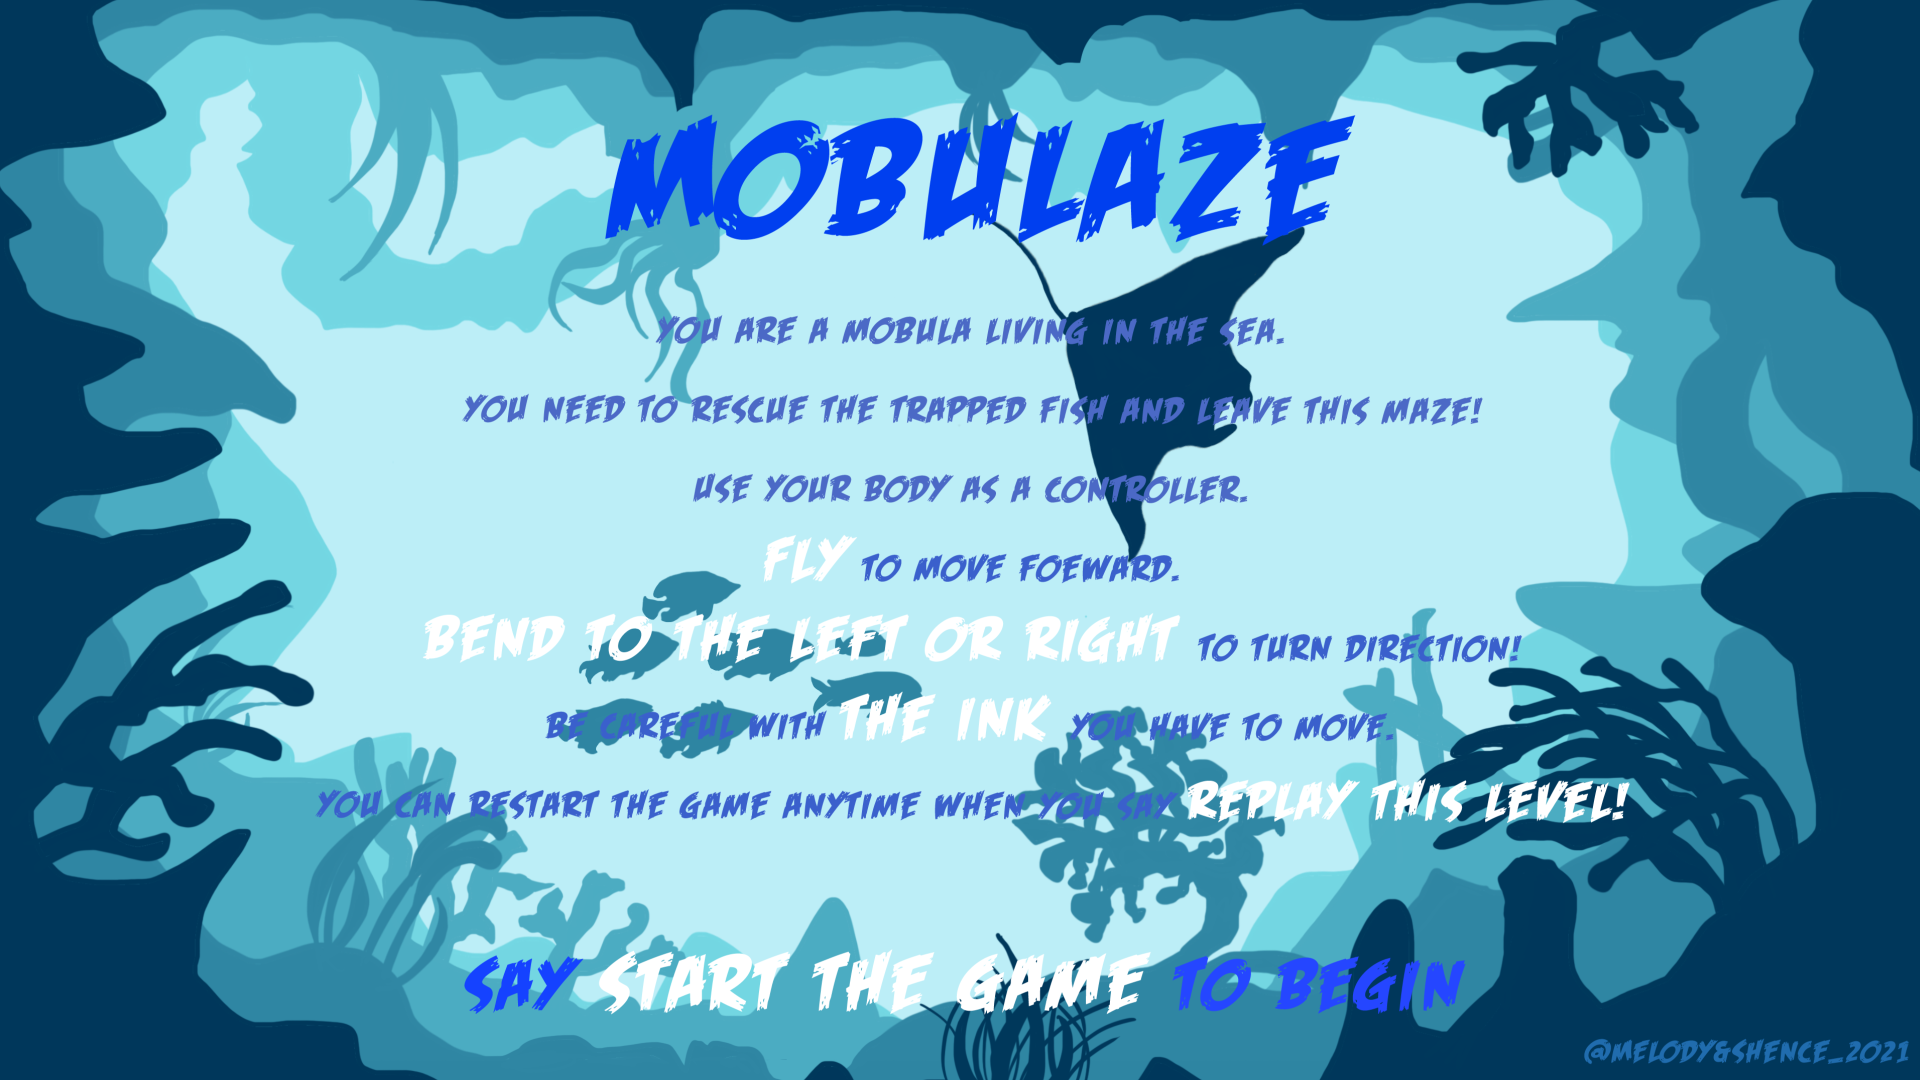 MOBULAZE
YOU ARE A MOBULA LIVING IN THE SEA.
YOU NEED TO RESCUE THE TRAPPED FISH AND LEAVE THIS MAZE!
USE YOUR BODY AS A CONTROLLER.
FLY TO MOVE FOEWARD.
BEND TO THE LEFT OR RIGHT TO TURN DIRECTION!
BE CAREFUL WITH THE INK YOU HAVE TO MOVE.
YOU CAN RESTART THE GAME ANYTIME WHEN YOU SAY REPLAY THIS LEVEL!
SAY START THE GAME TO BEGIN
@MELODY&SHENCE_2021